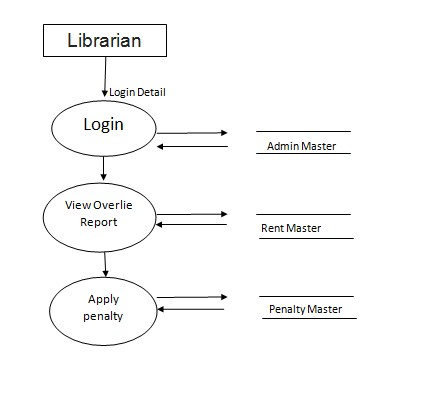 Librarian
Login Detail
Login
Admin Master
View Overlie
Report
Rent Master
Apply
penalty
Penalty Master